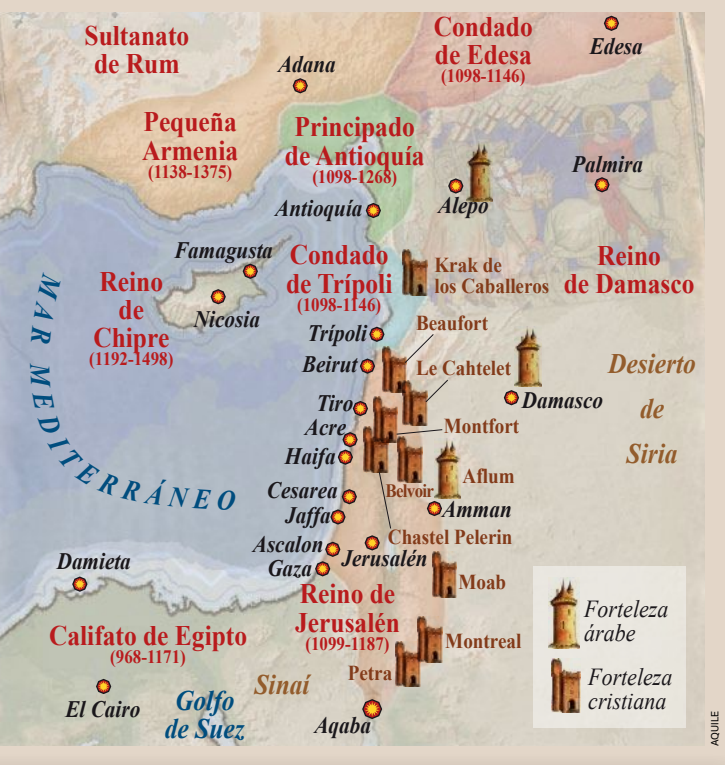 Sultanato
de Rum
Adana
Condado
de Edesa
(1098-1146)
Edesa
Pequeña
Armenia
(1138-1375)
Principado
de Antioquía
(1098-1268)
Antioquía
Alepo
Palmira
Famagusta
Nicosia
Reino
de
Chipre
(1192-1498)
Condado
de Trípoli
(1098-1146)
Krak de
los Caballeros
Reino
de Damasco
MAR MEDITERRÁNEO
Trípoli
Beaufort
Beirut
Le Cahtelet
Damasco
Desierto
de
Siria
Tiro
Acre
Montfort
Haifa
Belvoir
Aflum
Cesarea
Jaffa
Amman
Chastel Pelerin
Ascalon
Jerusalén
Gaza
Damieta
Moab
Reino de
Jerusalén
(1099-1187)
Califato de Egipto
(968-1171)
Montreal
Petra
El Cairo
Golfo
de Suez
Sinaí
Aqaba
Forteleza
árabe
Forteleza
cristiana
AQUILE